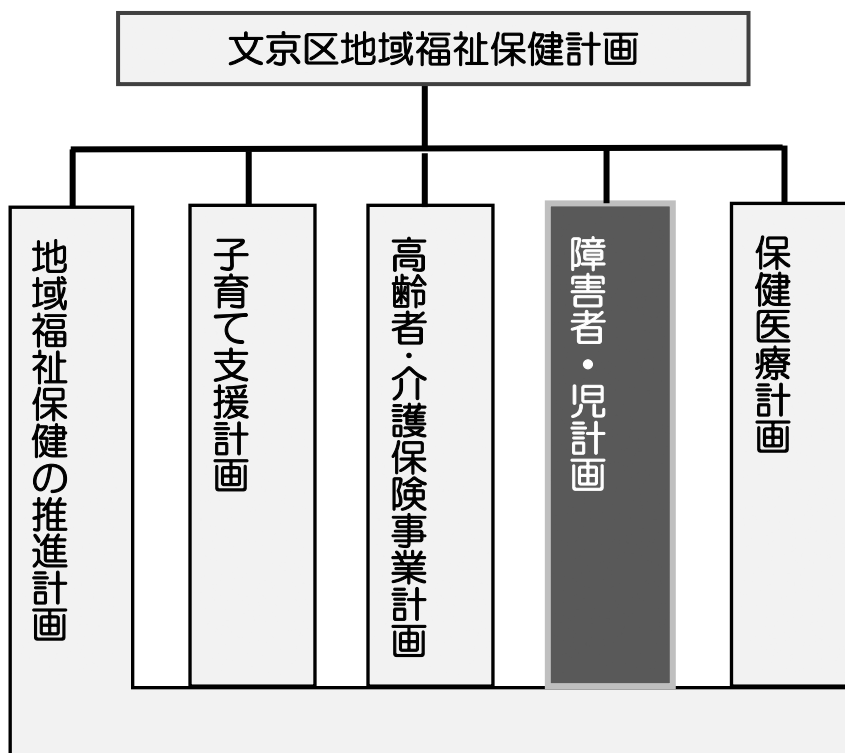 文京区地域福祉保健計画
地域福祉保健の推進計画
子育て支援計画
高齢者・介護保険事業計画
障害者・児計画
保健医療計画